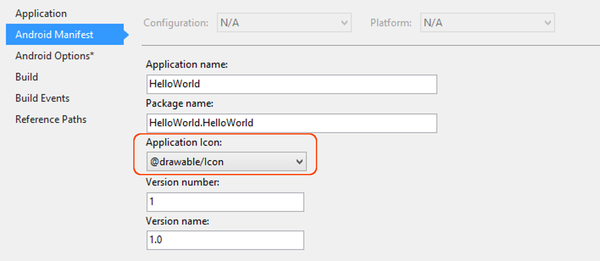 Application
Android Manifest
Android Options*
Build
Build Events
Reference Paths
Configuration: N/A Platform: N/A
Application name:
HelloWorld
Package name:
HelloWorld.HelloWorld
Application Icon:
@drawable/Icon
Version number:
1
Version name:
1.0